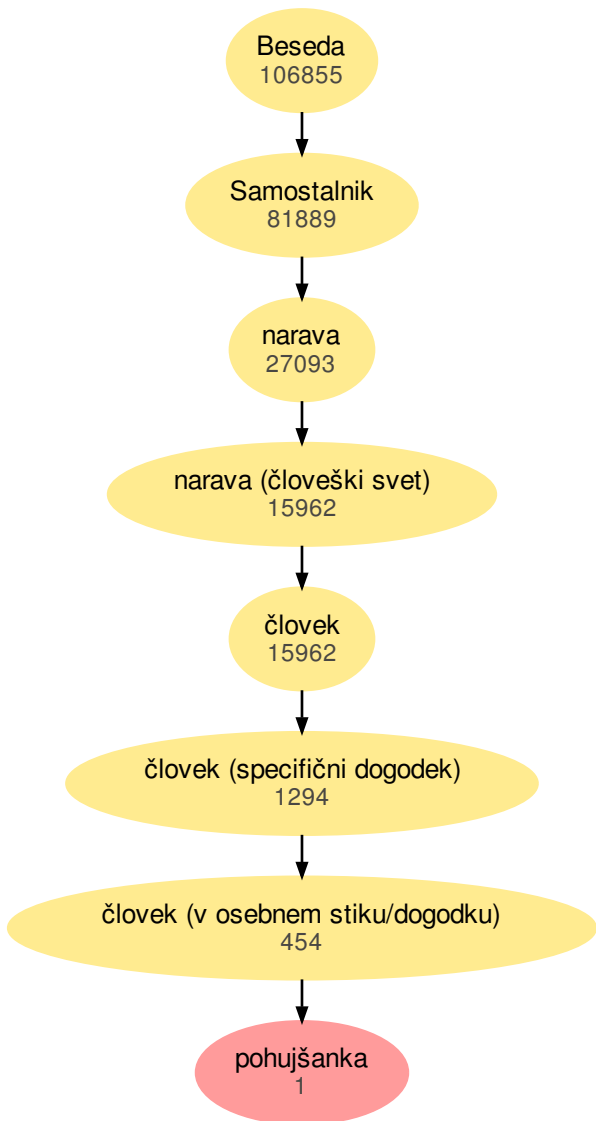 Beseda
106855
Samostalnik
81889
narava
27093
narava (človeški svet)
15962
človek
15962
človek (specifični dogodek)
1294
človek (v osebnem stiku/dogodku)
454
pohujšanka
1